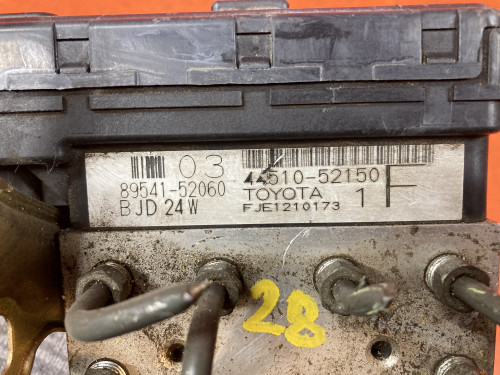 03
89541-52060
BJD 24W
44510-52150
TOYOTA
FJE1210173
1 F
28